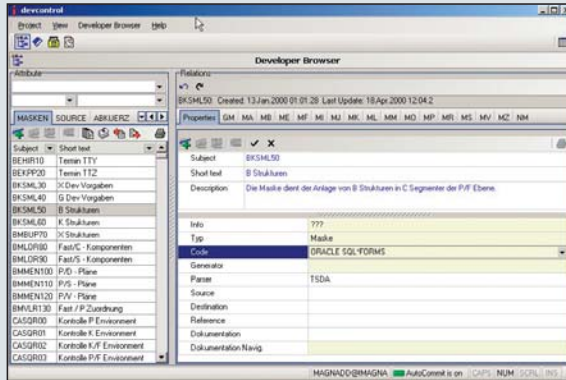 devcontrol
Project View Developer Browser Help
Developer Browser
Attribute
Relations
BKSML50: Created: 13.Jan.2000 01:01:28 Last Update: 18.Apr.2000 12:04:2
MASKEN SOURCE ABKUERZ
Properties GM MA MB ME MF MI MJ MK ML MM MO MP MR MS MV MZ NM
Subject Short text
BEHIR10 Termin TTY
BEKPP20 Termin TTZ
BKSML30 X Dev Vorgaben
BKSML40 G Dev Vorgaben
BKSML50 B Strukturen
BKSML60 K Strukturen
BMBUP70 X Strukturen
BMLDR80 Fast/C - Komponenten
BMLDR90 Fast/S - Komponenten
BMMEN100 P/D - Pläne
BMMEN110 P/S - Pläne
BMMEN120 P/V - Pläne
BMVLR130 Fast / P Zuordnung
CASQR00 Kontrolle P Environment
CASQR01 Kontrolle K Environment
CASQR02 Kontrolle K/F Environment
CASQR03 Kontrolle P/F Environment
Subject BKSML50
Short text B Strukturen
Description Die Maske dient der Anlage von B Strukturen in C Segmenter der P/F Ebene.
Info ???
Typ Maske
Code ORACLE SQL*FORMS
Generator
Parser TSDA
Source
Destination
Reference
Dokumentation
Dokumentation Navig.
MAGNADD@IMAGNA AutoCommit is on CAPS NUM SCRL INS